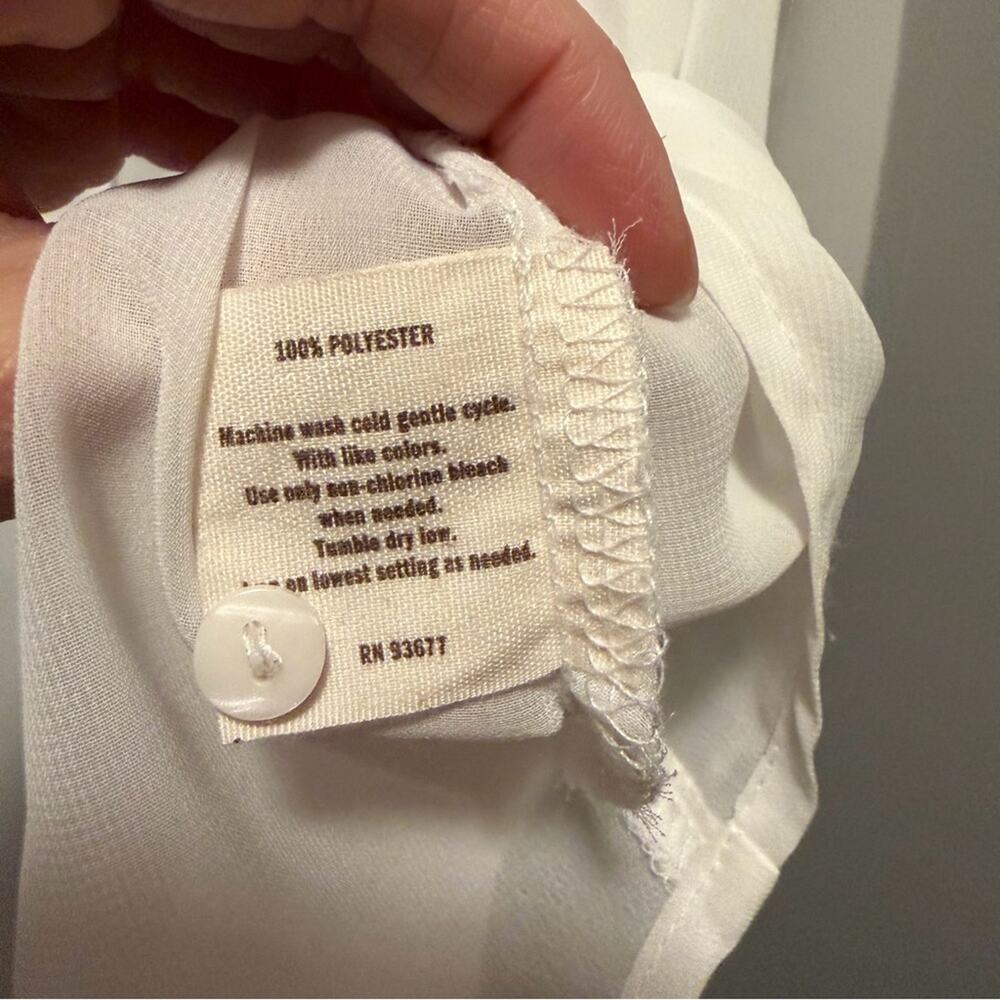 100% POLYESTER
Machine wash cold gentle cycle.
With like colors.
Use only non-chlorine bleach
when needed.
Tumble dry low.
on lowest setting as needed.
RN 93677